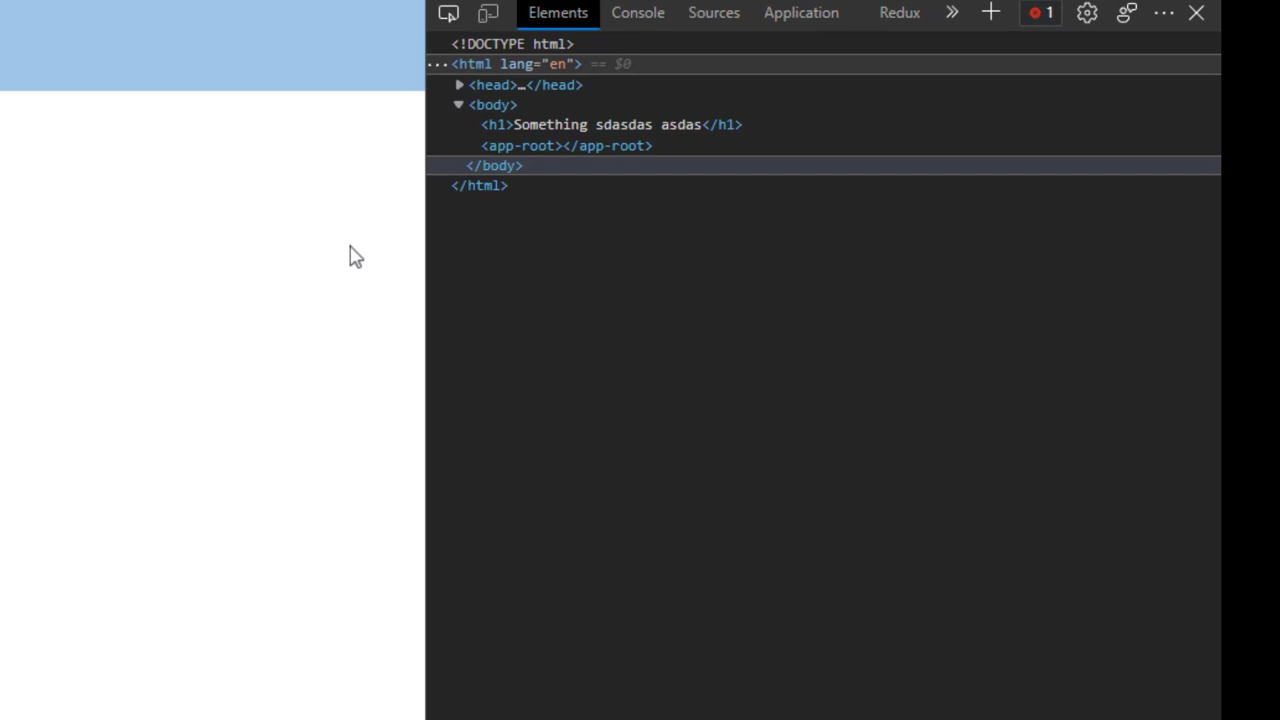 Elements Console Sources Application Redux 1
<!DOCTYPE html>
<html lang="en"> == $0
<head>…</head>
<body>
<h1>Something sdasdas asdas</h1>
<app-root></app-root>
</body>
</html>